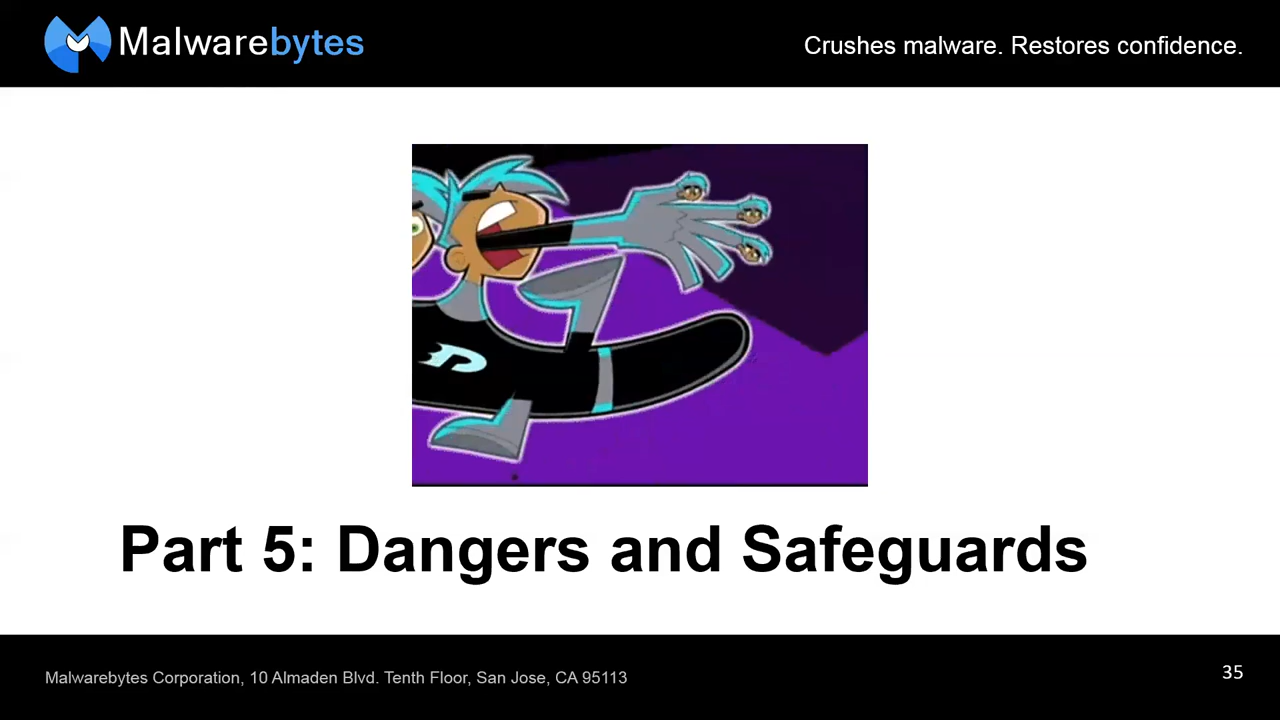 Malwarebytes
Crushes malware. Restores confidence.
Part 5: Dangers and Safeguards
Malwarebytes Corporation, 10 Almaden Blvd. Tenth Floor, San Jose, CA 95113
35